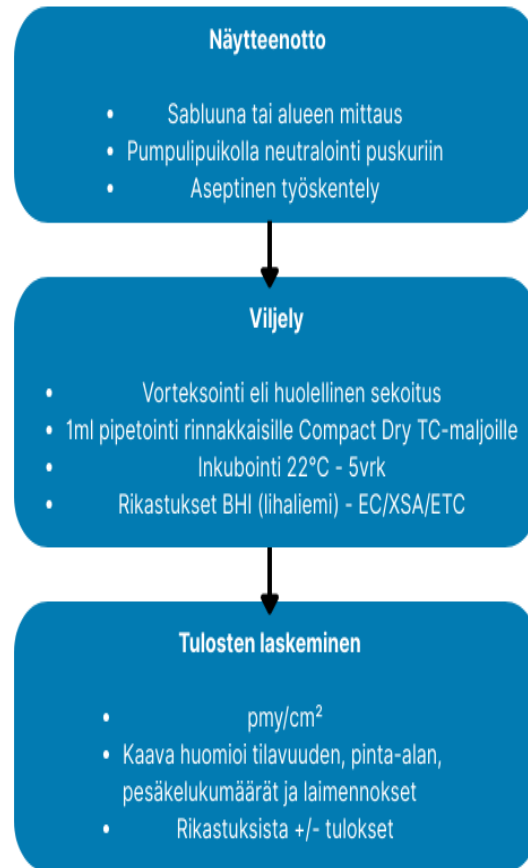 Näytteenotto
• Sabluuna tai alueen mittaus
• Pumpulipuikolla neutralointi puskuriin
• Aseptinen työskentely
Viljely
• Vorteksointi eli huolellinen sekoitus
• 1ml pipetointi rinnakkaisille Compact Dry TC-maljoille
• Inkubointi 22°C - 5vrk
• Rikastukset BHI (lihaliemi) - EC/XSA/ETC
Tulosten laskeminen
• pmy/cm²
• Kaava huomioi tilavuuden, pinta-alan,
pesäkelukumäärät ja laimennokset
• Rikastuksista +/- tulokset